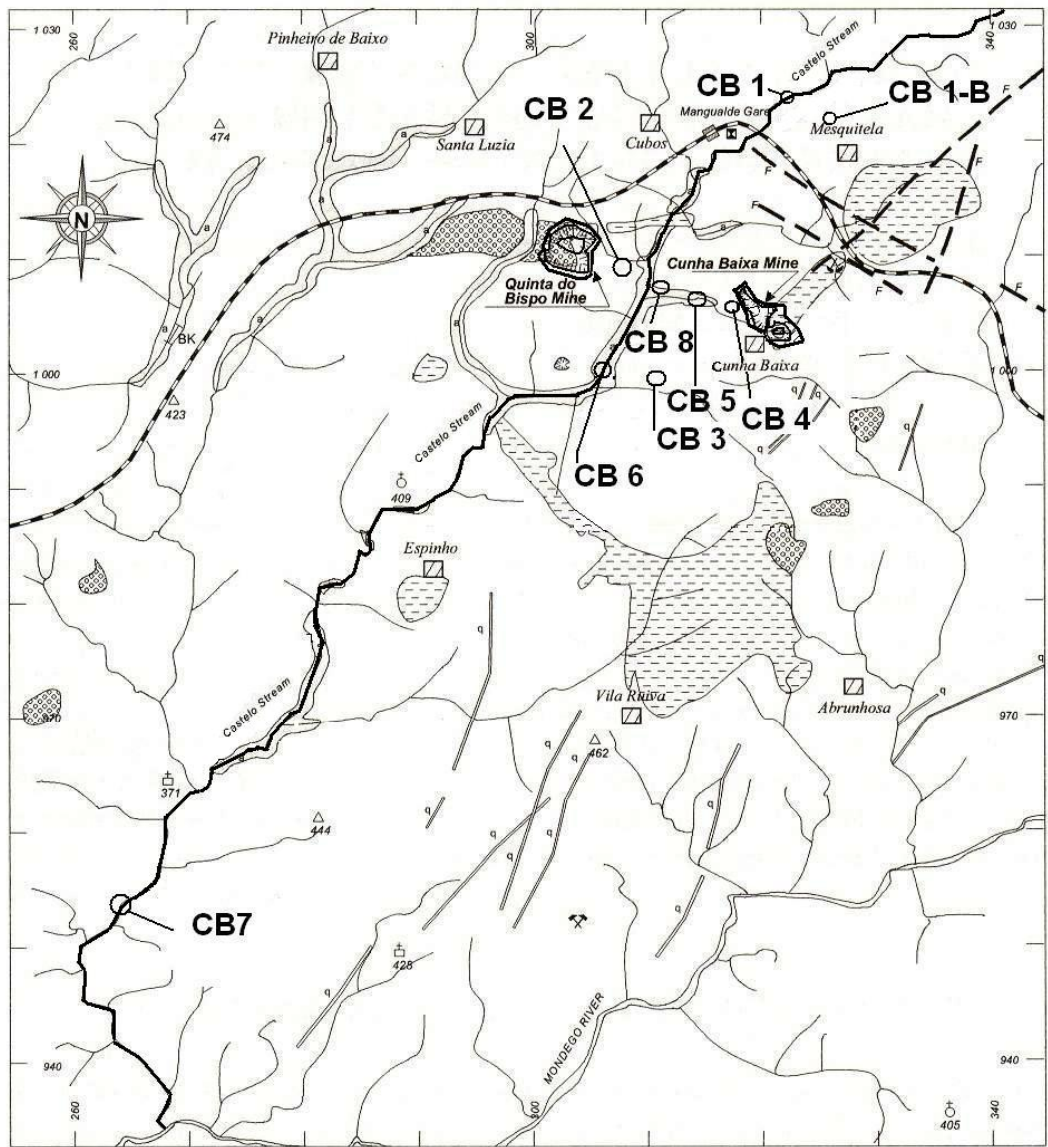 1 030
260
300
340
1 030
Pinheiro de Baixo
Castelo Stream
CB 1
CB 1-B
CB 2
Mangualde Gare
Mesquitela
F
474
Santa Luzia
Cubos
a
F
F
a
a
F
N
a
a
a
Cunha Baixa Mine
Quinta do
Bispo Mine
F
F
a
a
BK
CB 8
Cunha Baixa
1 000
1 000
CB 5
CB 4
q
q
q
q
423
CB 3
Castelo Stream
CB 6
409
Espinho
q
q
Castelo Stream
Vila Ruiva
Abrunhosa
970
970
a
q
q
462
q
371
444
q
q
q
q
q
CB7
q
428
q
MONDEGO RIVER
940
940
260
300
340
405